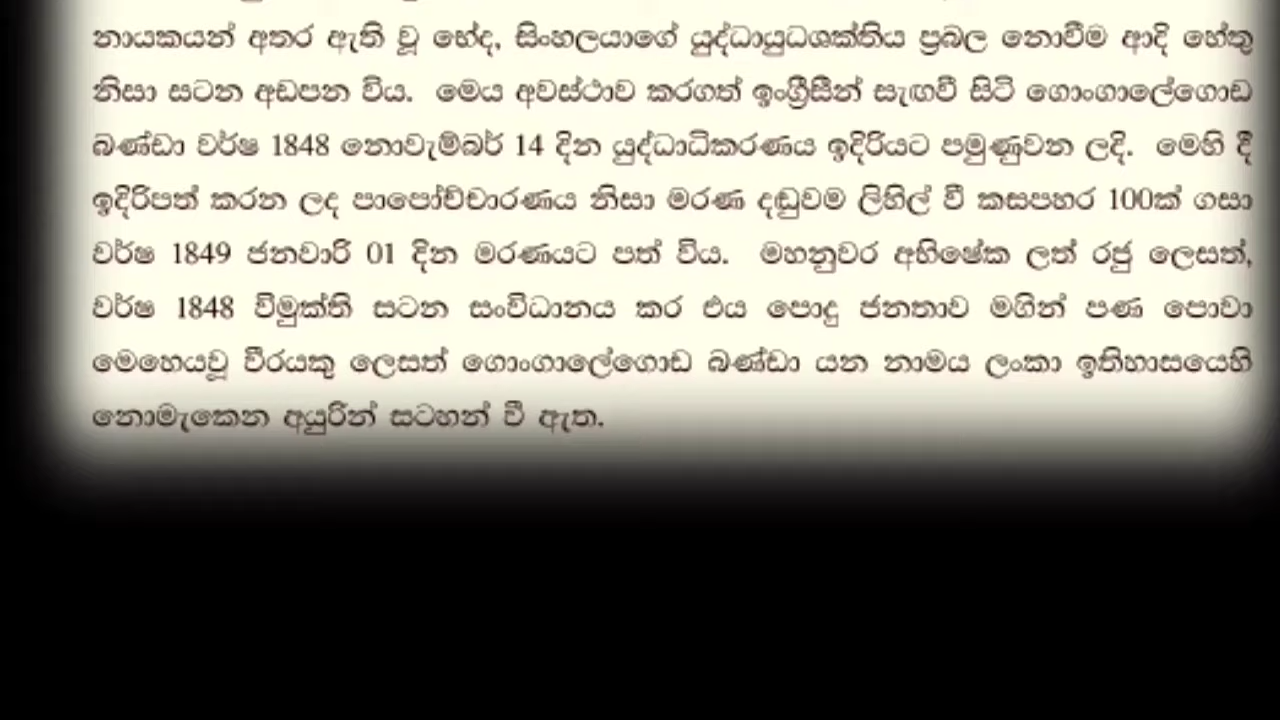 නායකයන් අතර ඇති වූ භේද, සිංහලයාගේ යුද්ධායුධශක්තිය ප්‍රබල නොවීම ආදි හේතු
නිසා සටන අඩපන විය. මෙය අවස්ථාව කරගත් ඉංග්‍රීසීන් සැඟවී සිටි ගොංගාලේගොඩ
බණ්ඩා වර්ෂ 1848 නොවැම්බර් 14 දින යුද්ධාධිකරණය ඉදිරියට පමුණුවන ලදි. මෙහි දී
ඉදිරිපත් කරන ලද පාපෝච්චාරණය නිසා මරණ දඬුවම ලිහිල් වී කසපහර 100ක් ගසා
වර්ෂ 1849 ජනවාරි 01 දින මරණයට පත් විය. මහනුවර අභිෂේක ලත් රජු ලෙසත්,
වර්ෂ 1848 විමුක්ති සටන සංවිධානය කර එය පොදු ජනතාව මගින් පණ පොවා
මෙහෙයවූ වීරයකු ලෙසත් ගොංගාලේගොඩ බණ්ඩා යන නාමය ලංකා ඉතිහාසයෙහි
නොමැකෙන අයුරින් සටහන් වී ඇත.